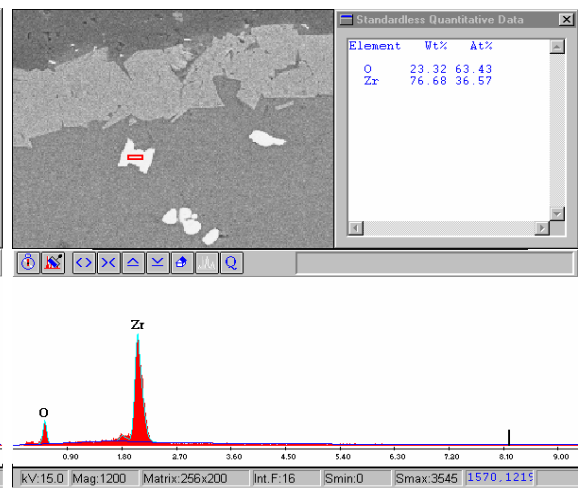 Standardless Quantitative Data
Element Wt% At%
O 23.32 63.43
Zr 76.68 36.57
Q
Zr
O
0.90 1.80 2.70 3.60 4.50 5.40 6.30 7.20 8.10 9.00
kV:15.0 Mag:1200 Matrix:256x200 Int.F:16 Smin:0 Smax:3545 1570,1219